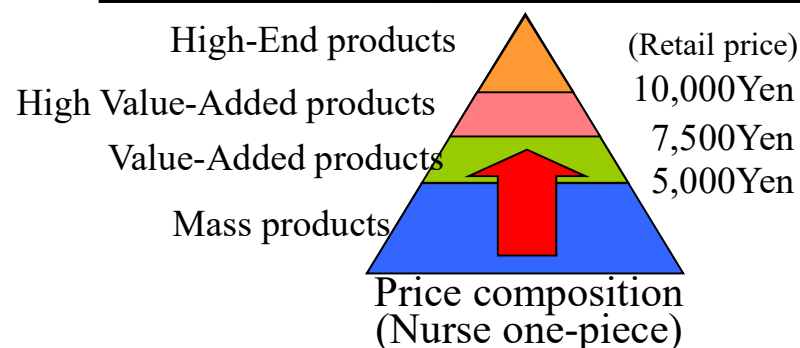 High-End products
(Retail price)
10,000Yen
High Value-Added products
7,500Yen
Value-Added products
5,000Yen
Mass products
Price composition
(Nurse one-piece)